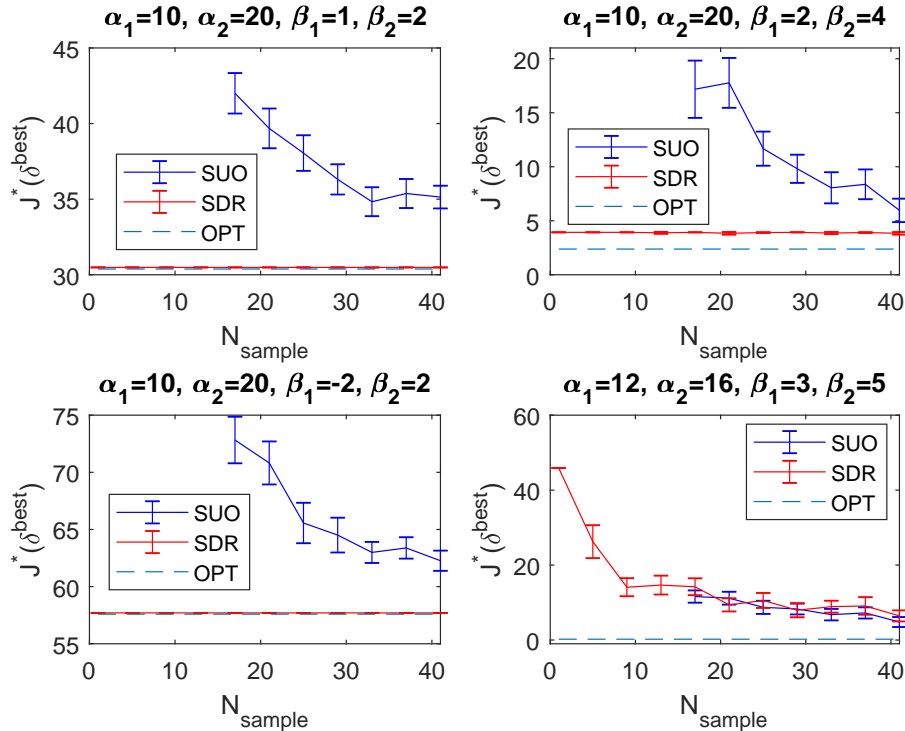 α1=10, α2=20, β1=1, β2=2
J*(δbest)
45
40
35
30
0 10 20 30 40
Nsample
SUO
SDR
OPT
α1=10, α2=20, β1=2, β2=4
J*(δbest)
20
15
10
5
0
0 10 20 30 40
Nsample
SUO
SDR
OPT
α1=10, α2=20, β1=-2, β2=2
J*(δbest)
75
70
65
60
55
0 10 20 30 40
Nsample
SUO
SDR
OPT
α1=12, α2=16, β1=3, β2=5
J*(δbest)
60
40
20
0
0 10 20 30 40
Nsample
SUO
SDR
OPT